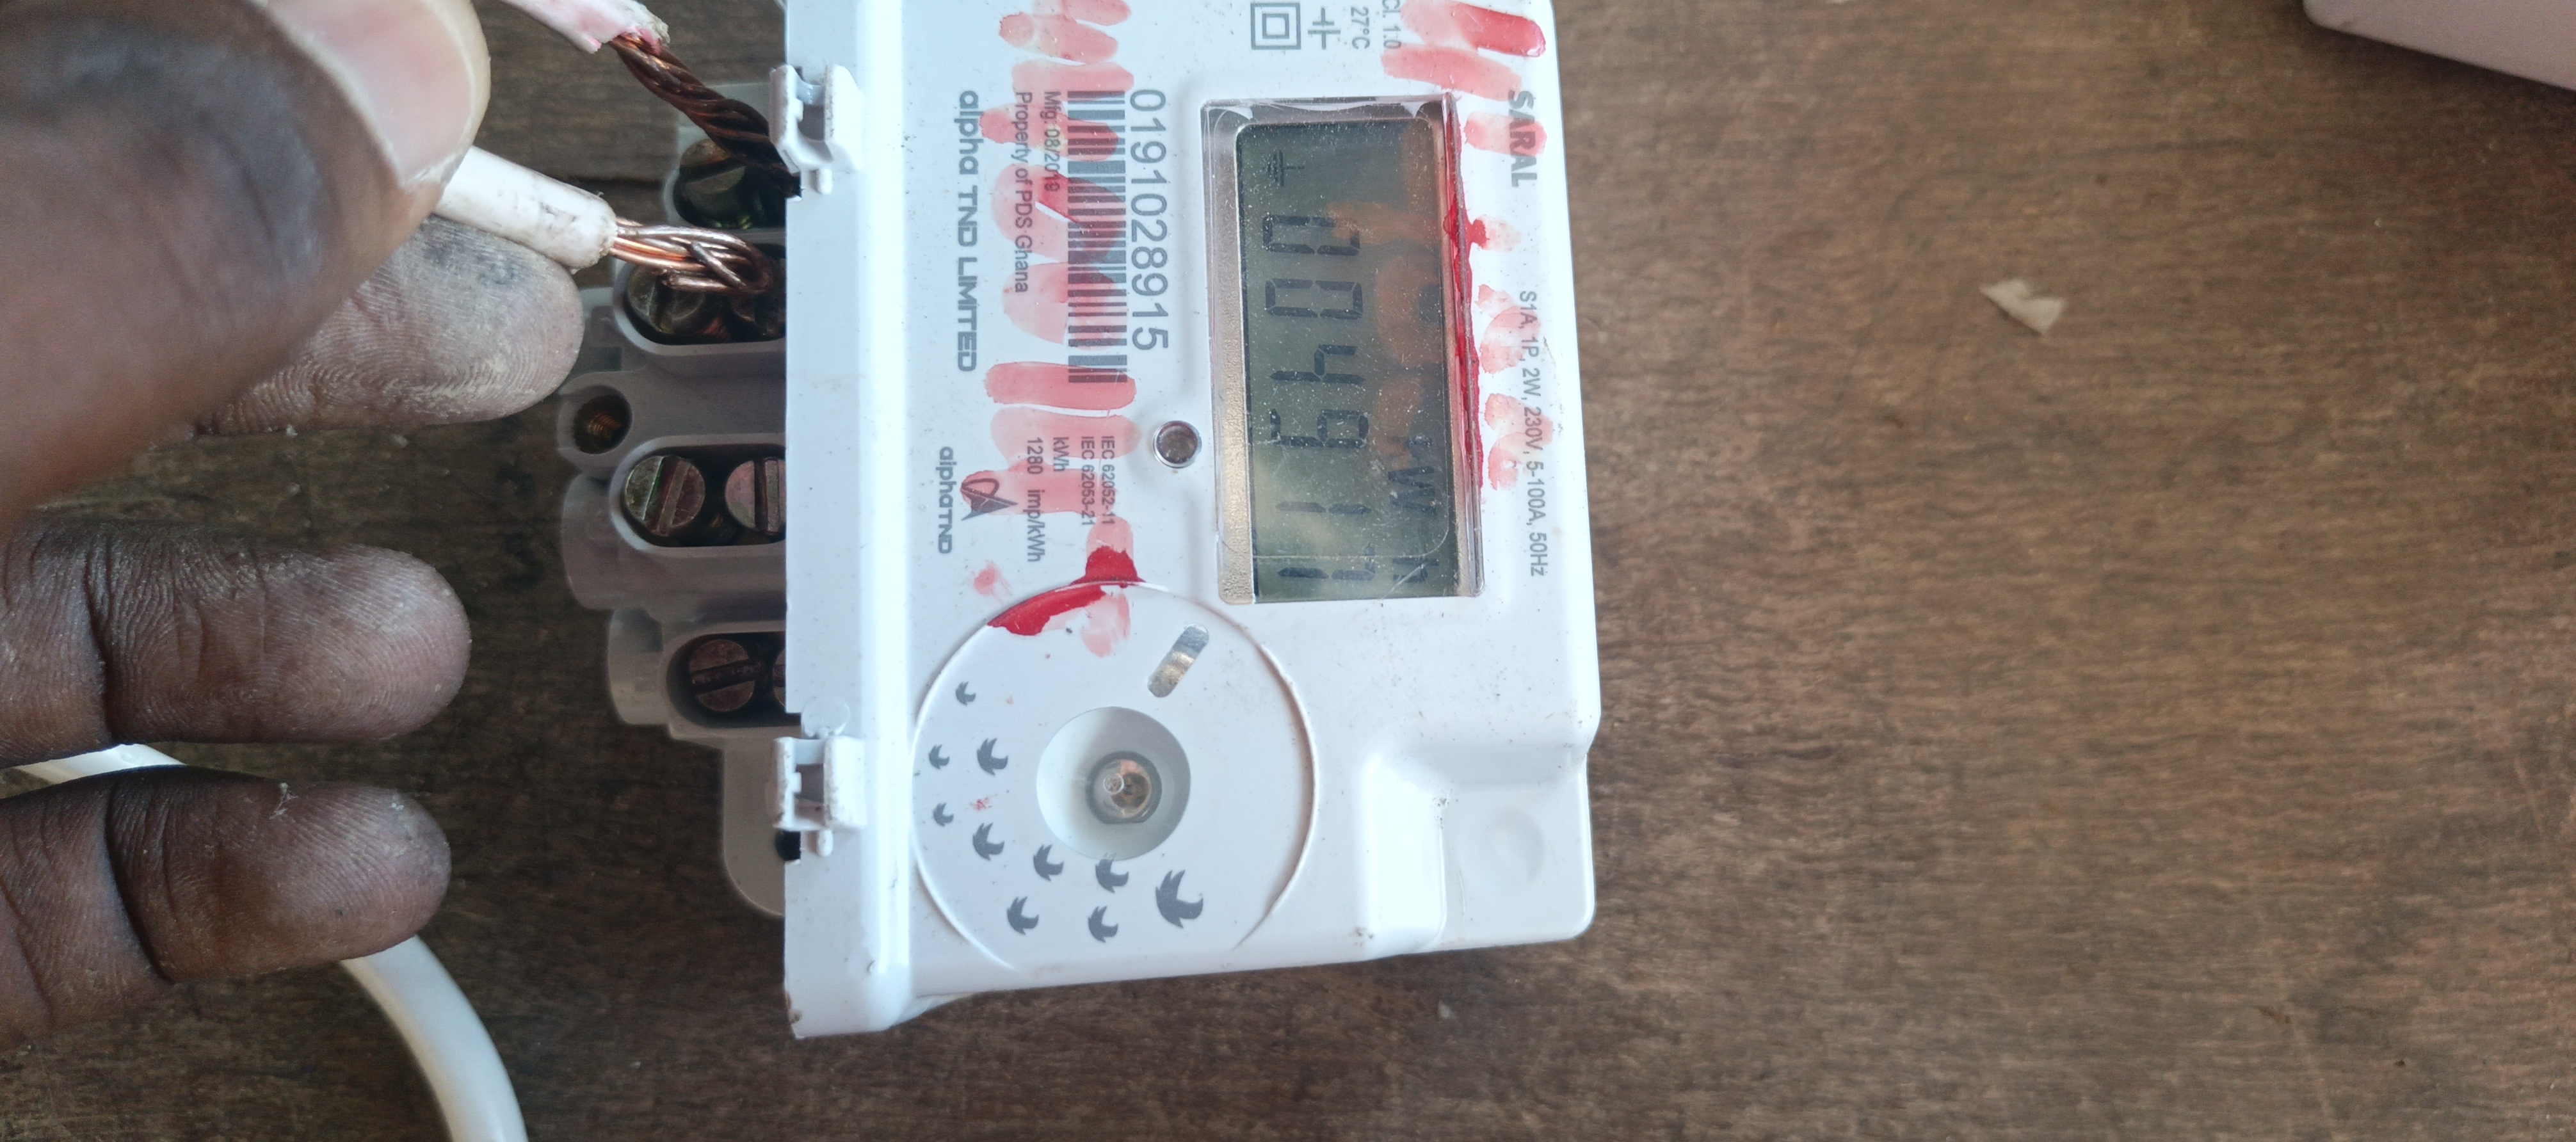 SARAL S1A, 1P, 2W, 230V, 5-100A, 50Hz
Cl. 1.0
27°C
kWh
0191028915
Mfg: 08/2019
Property of PDS Ghana
alpha TND LIMITED
IEC 62052-11
IEC 62053-21
kWh
1280 imp/kWh
alphaTND